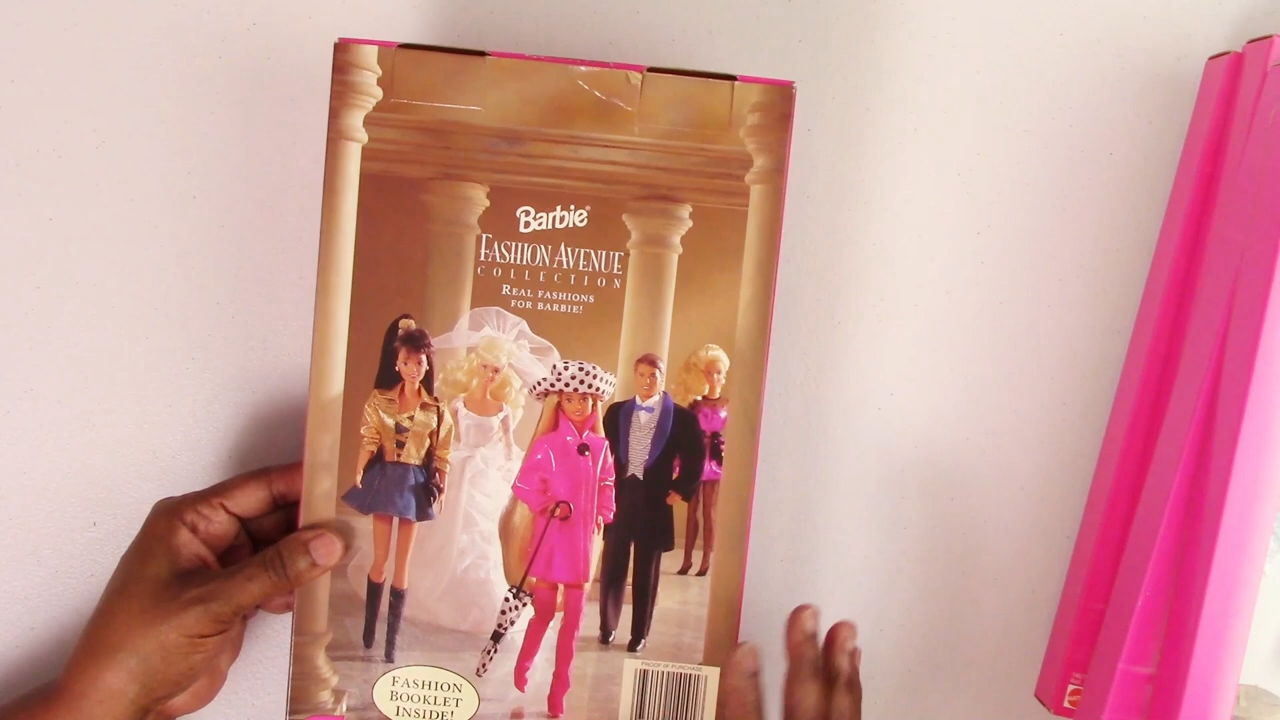 Barbie®
FASHION AVENUE
COLLECTION
REAL FASHIONS
FOR BARBIE!
FASHION
BOOKLET
INSIDE!
PROOF OF PURCHASE